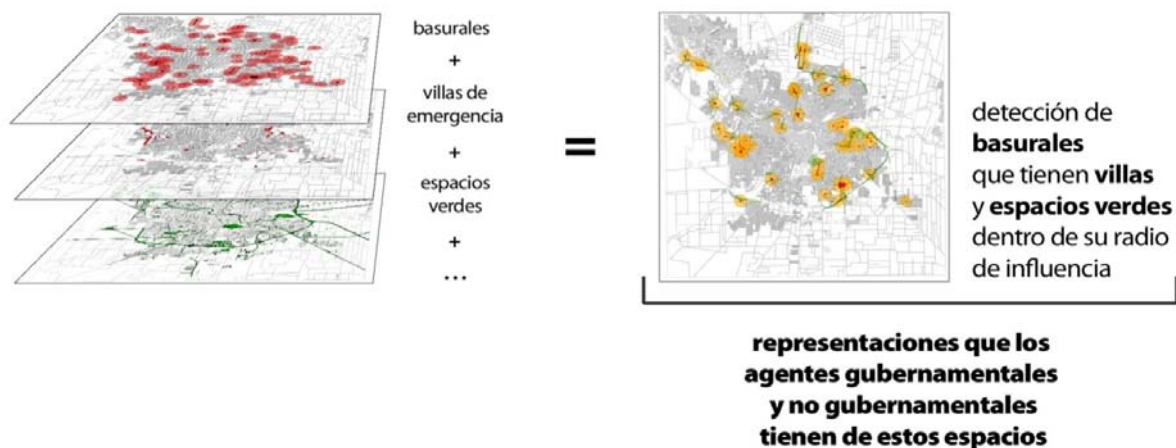 basurales
+
villas de
emergencia
+
espacios
verdes
+
...
=
detección de
basurales
que tienen villas
y espacios verdes
dentro de su radio
de influencia
representaciones que los
agentes gubernamentales
y no gubernamentales
tienen de estos espacios